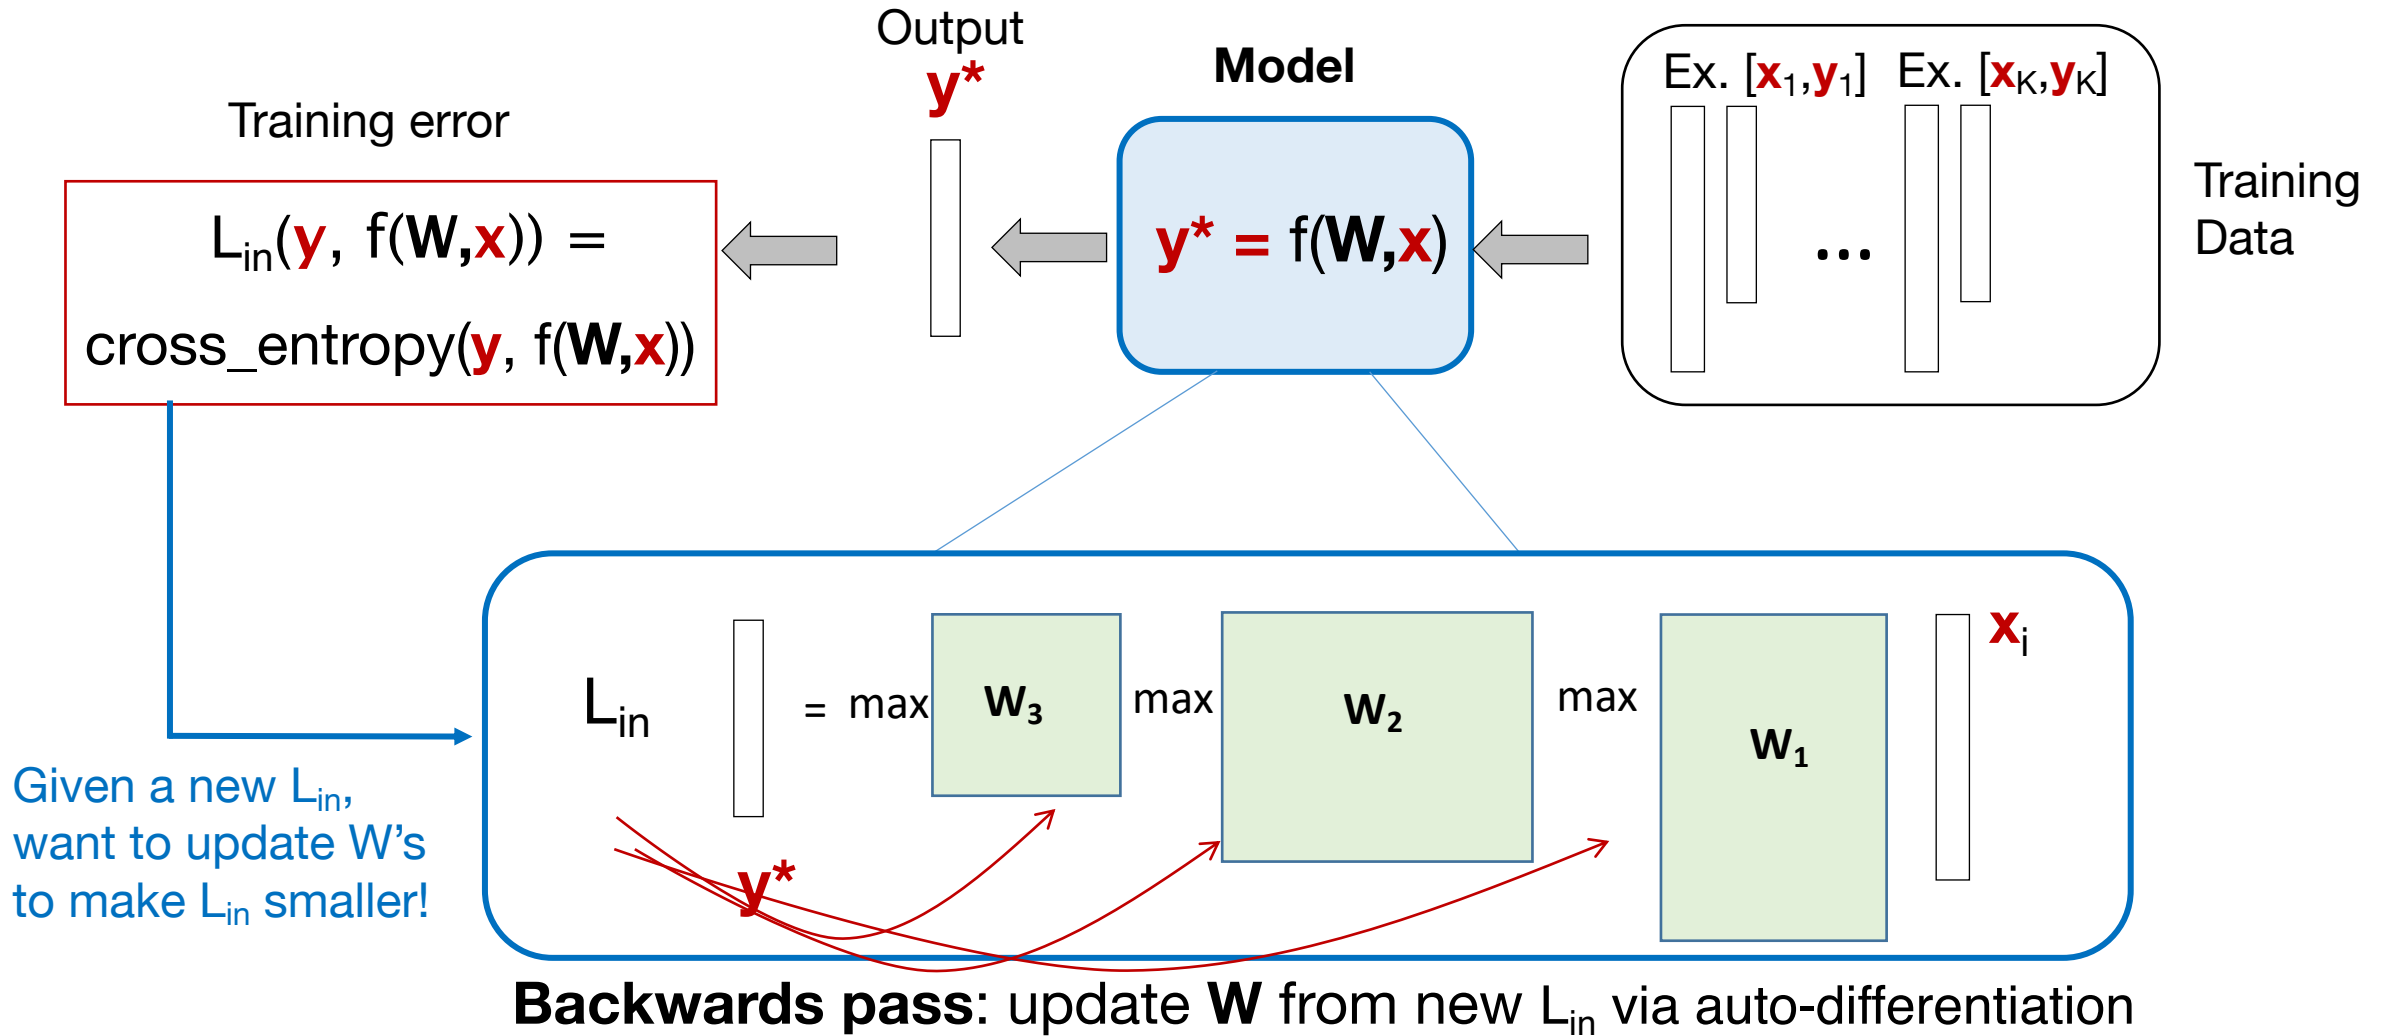 Output
y*
Model
Ex. [x₁,y₁] Ex. [xK,yK]
Training error
Training
Data
Lin(y, f(W,x)) =
cross_entropy(y, f(W,x))
y* = f(W,x)
...
Lin = max W₃ max W₂ max W₁ xᵢ
y*
Given a new Lin,
want to update W's
to make Lin smaller!
Backwards pass: update W from new Lin via auto-differentiation